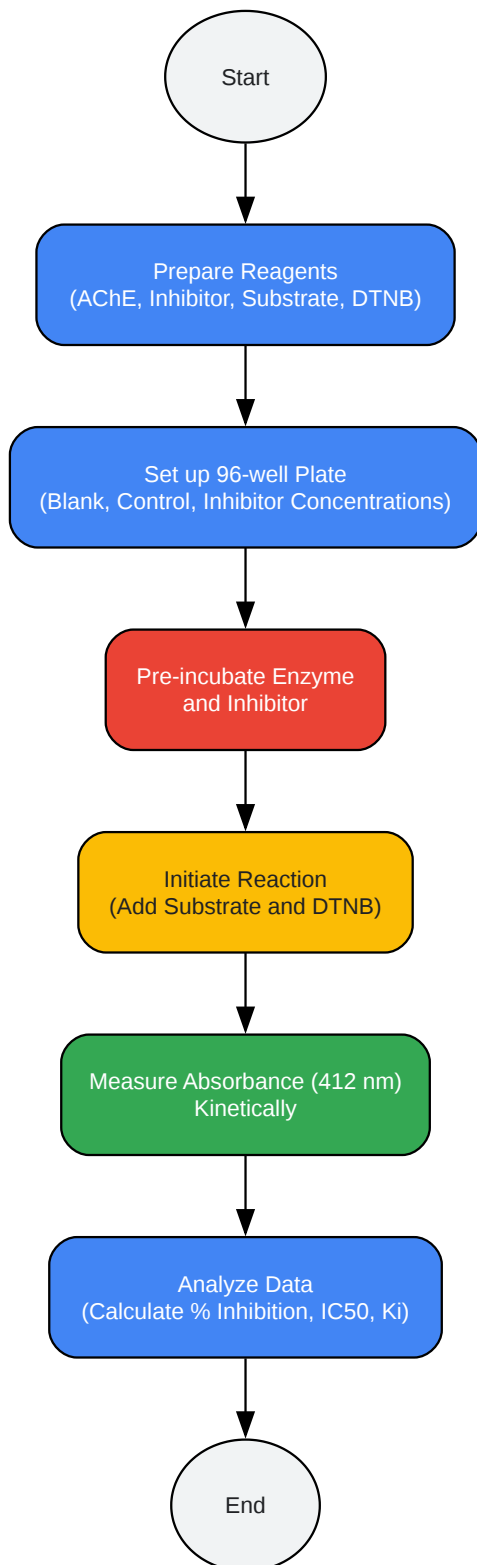 Start
Prepare Reagents
(AChE, Inhibitor, Substrate, DTNB)
Set up 96-well Plate
(Blank, Control, Inhibitor Concentrations)
Pre-incubate Enzyme
and Inhibitor
Initiate Reaction
(Add Substrate and DTNB)
Measure Absorbance (412 nm)
Kinetically
Analyze Data
(Calculate % Inhibition, IC50, Ki)
End